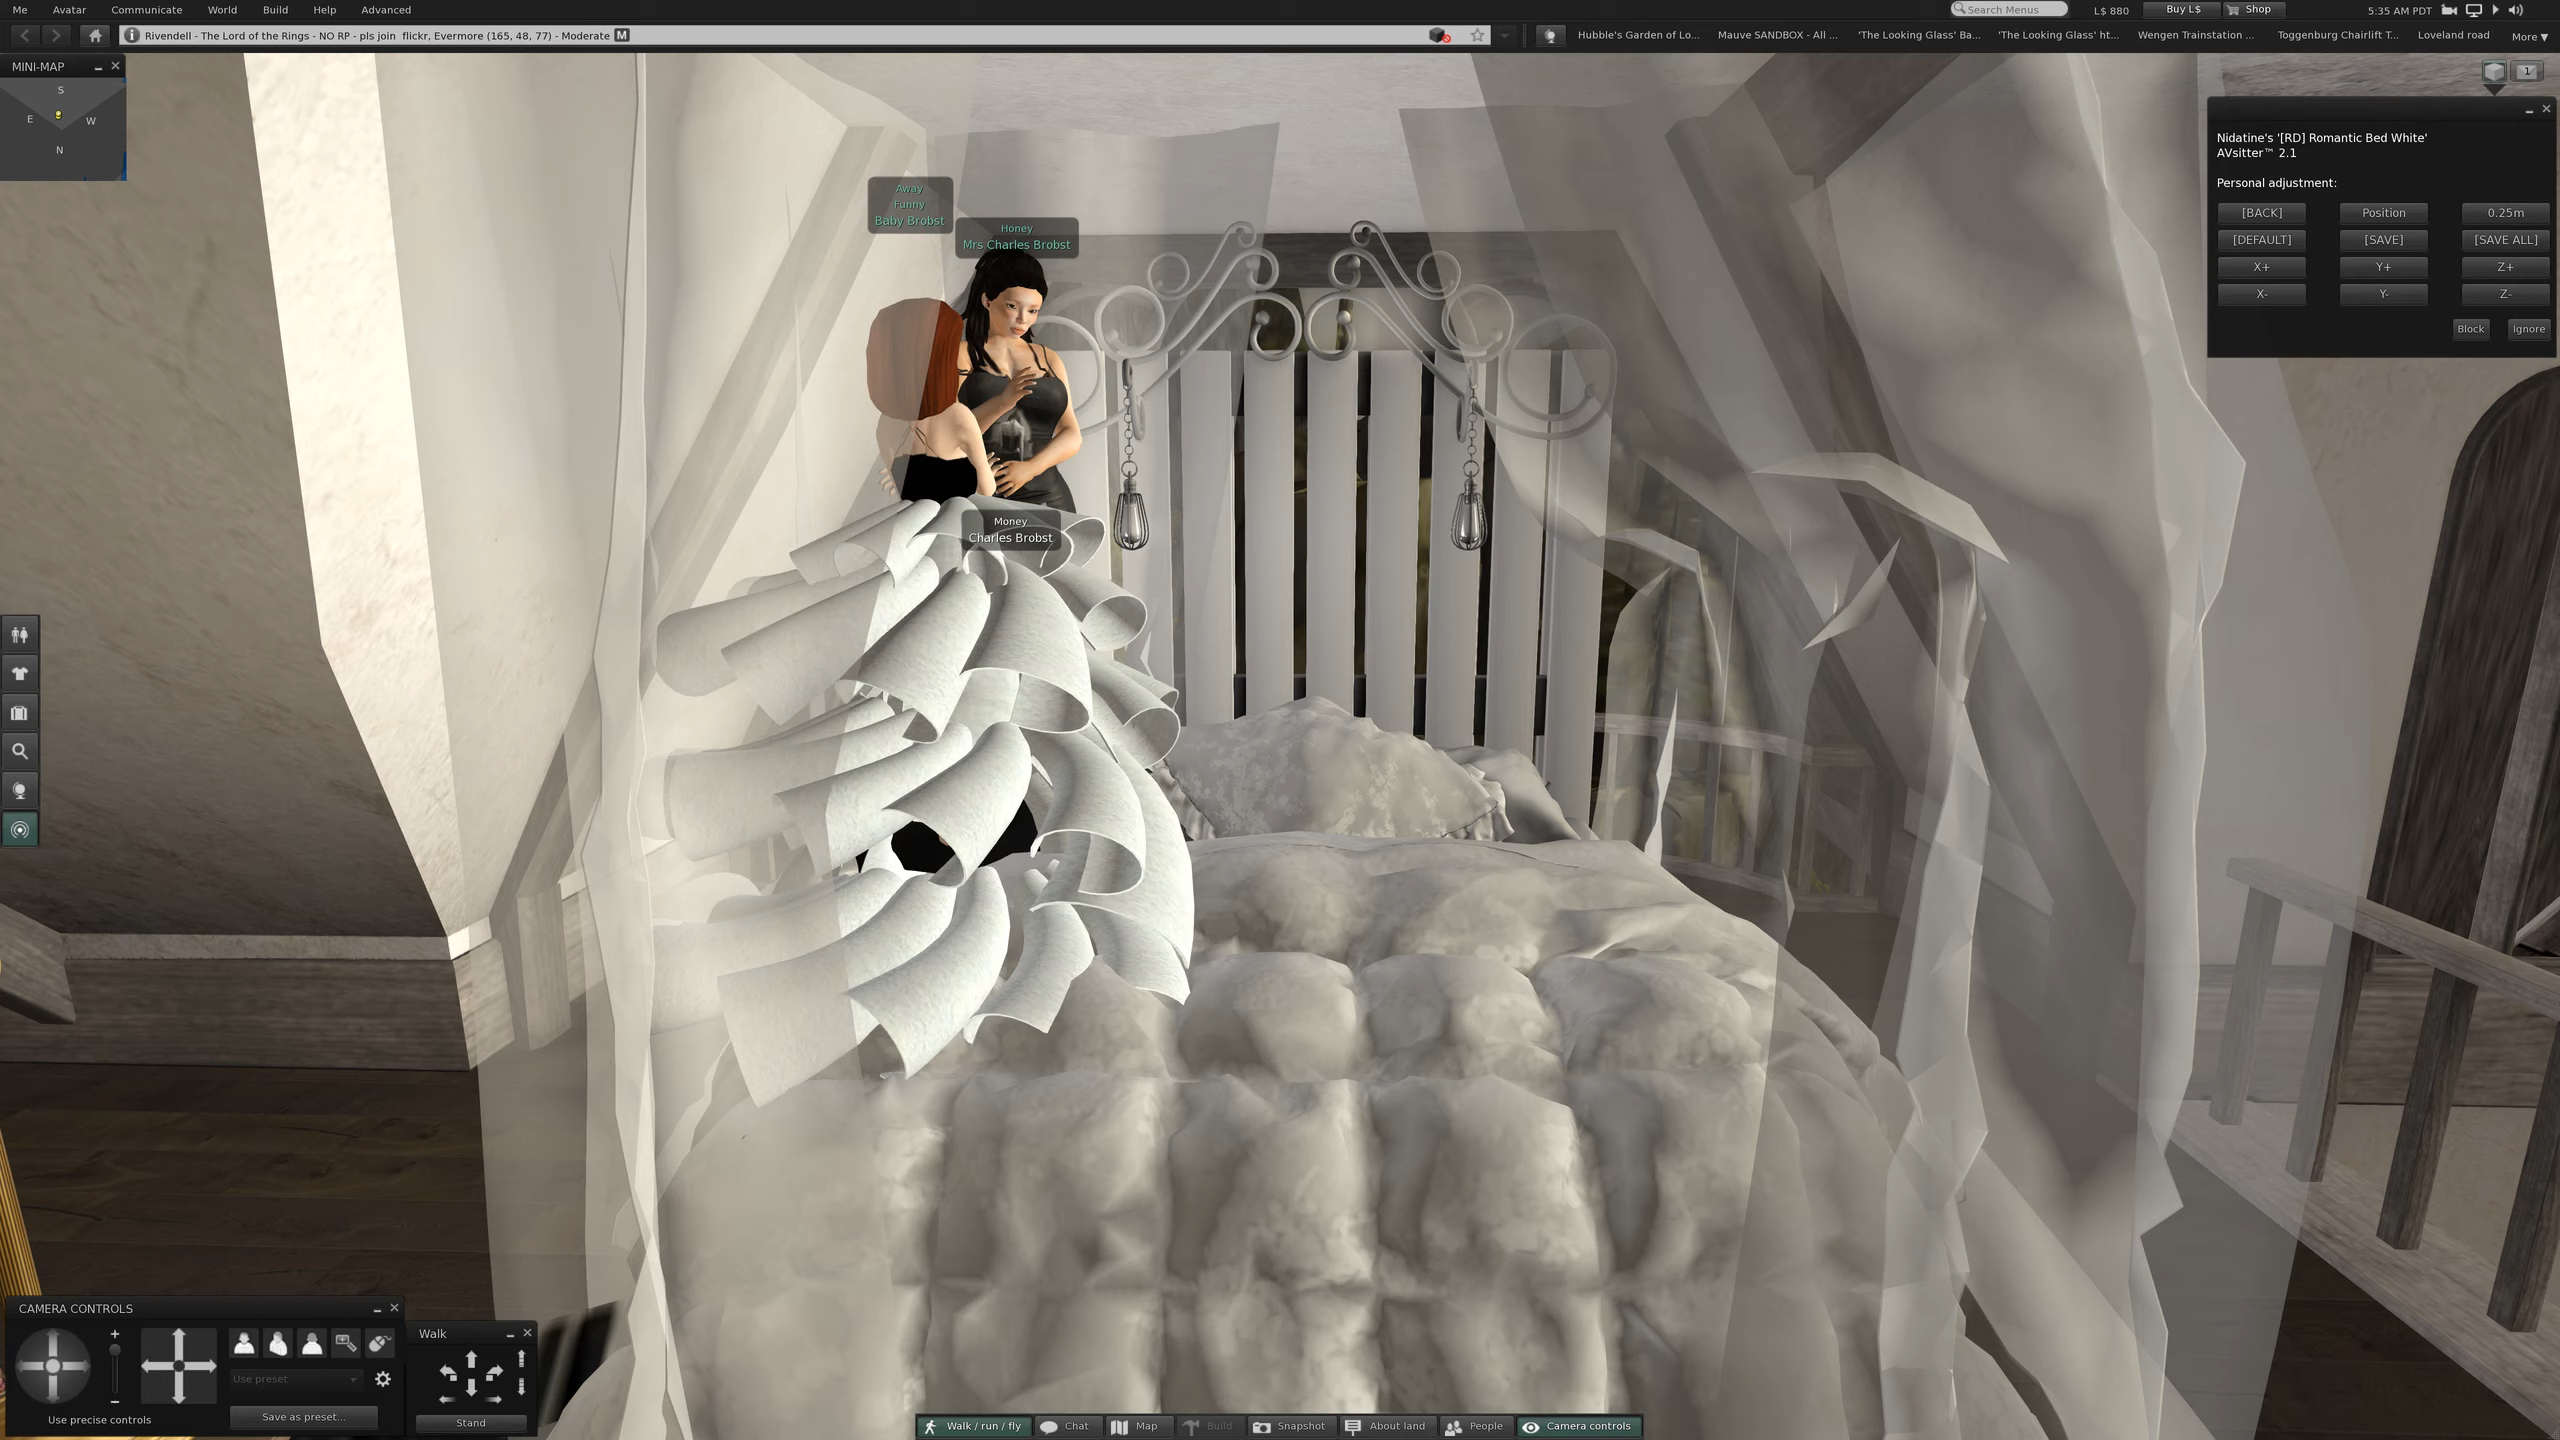 Me Avatar Communicate World Build Help Advanced
Search Menus L$ 880 Buy L$ Shop 5:35 AM PDT
Rivendell - The Lord of the Rings - NO RP - pls join flickr, Evermore (165, 48, 77) - Moderate M
Hubble's Garden of Lo... Mauve SANDBOX - All ... 'The Looking Glass' Ba... 'The Looking Glass' ht... Wengen Trainstation ... Toggenburg Chairlift T... Loveland road More ▼
MINI-MAP
S
E W
N
1
Nidatine's '[RD] Romantic Bed White'
AVsitter™ 2.1
Personal adjustment:
[BACK] Position 0.25m
[DEFAULT] [SAVE] [SAVE ALL]
X+ Y+ Z+
X- Y- Z-
Block Ignore
Away
Funny
Baby Brobst
Honey
Mrs Charles Brobst
Money
Charles Brobst
CAMERA CONTROLS
Use preset
Save as preset...
Use precise controls
Walk
Stand
Walk / run / fly Chat Map Build Snapshot About land People Camera controls